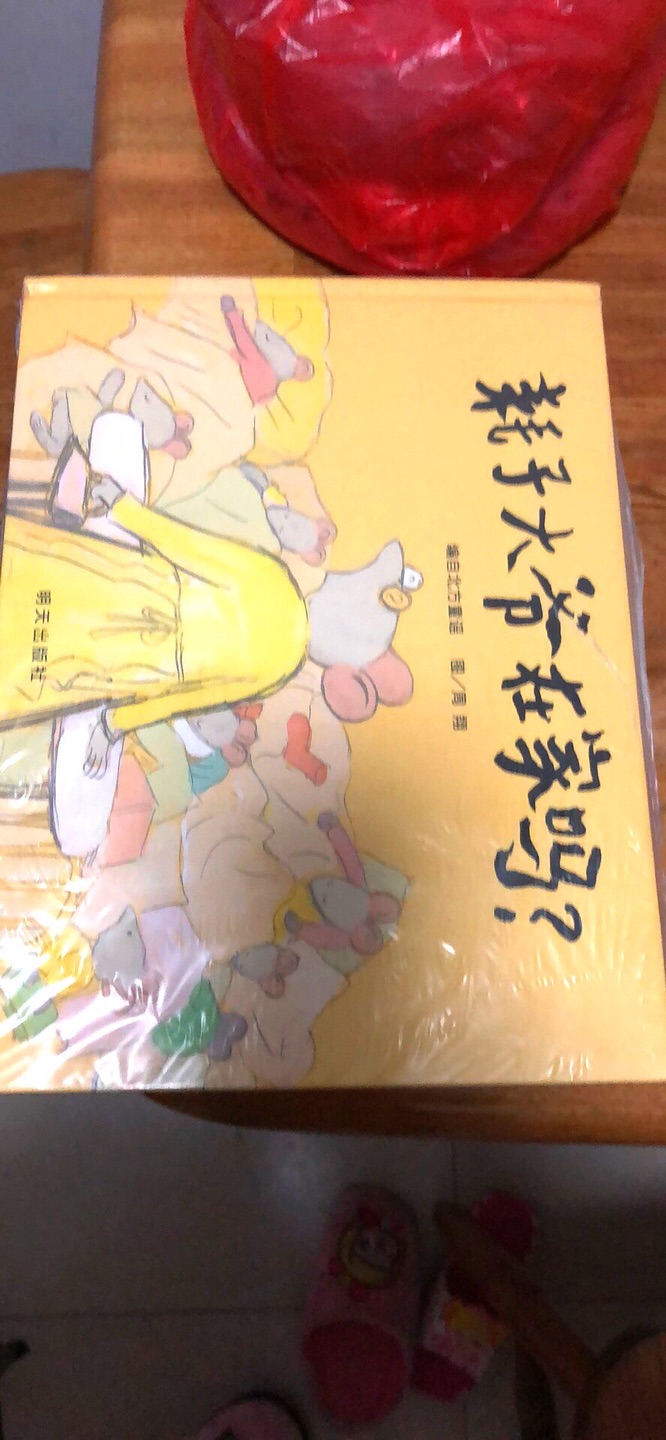 耗子大爷在家吗?
编自北方童谣 图/周翔
明天出版社